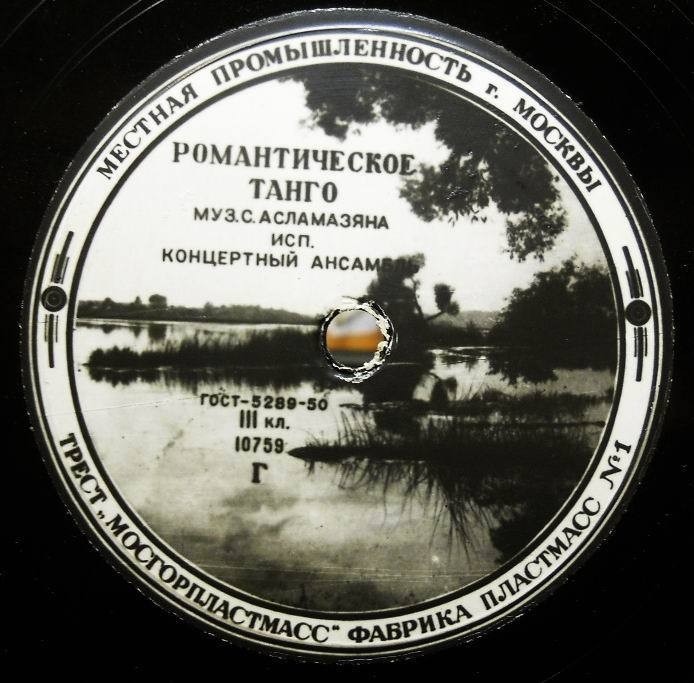 МЕСТНАЯ ПРОМЫШЛЕННОСТЬ г. МОСКВЫ
РОМАНТИЧЕСКОЕ
ТАНГО
МУЗ. С. АСЛАМАЗЯНА
ИСП.
КОНЦЕРТНЫЙ АНСАМБЛЬ
ГОСТ-5289-50
III КЛ.
10759
Г
ТРЕСТ „МОСГОРПЛАСТМАСС“ ФАБРИКА ПЛАСТМАСС №1